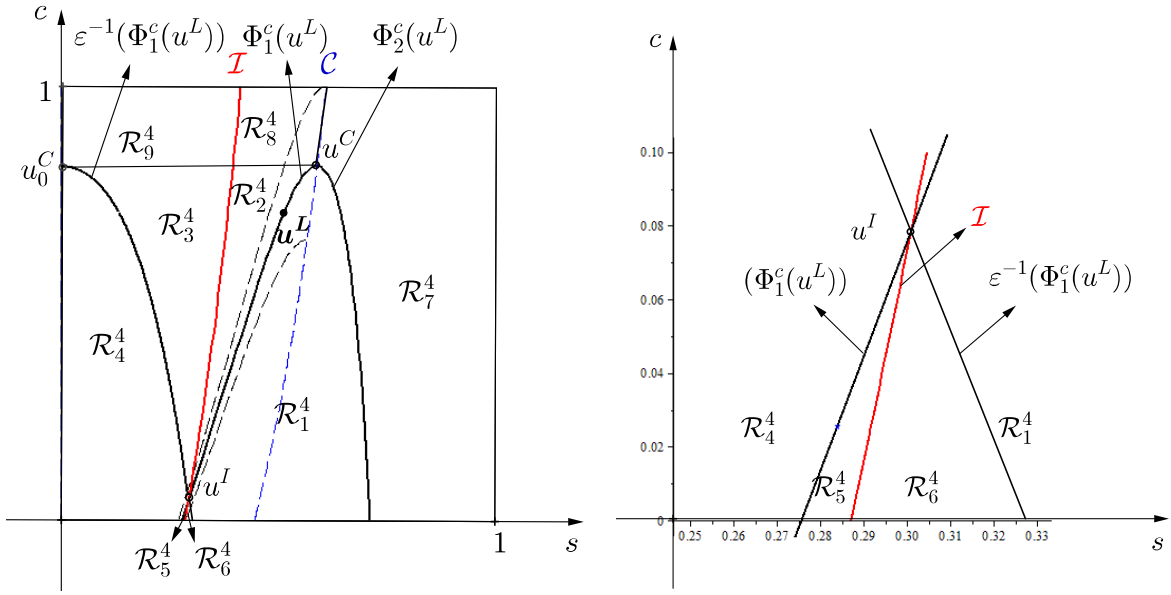 c
ε⁻¹(Φ₁ᶜ(uᴸ)) Φ₁ᶜ(uᴸ) Φ₂ᶜ(uᴸ)
ℐ 𝒞
1
ℛ₉⁴ ℛ₈⁴
u₀ᶜ uᶜ
ℛ₃⁴ ℛ₂⁴
uᴸ
ℛ₇⁴
ℛ₄⁴
ℛ₁⁴
uᴵ
1 s
ℛ₅⁴ ℛ₆⁴
c
0.10
0.08
uᴵ ℐ
(Φ₁ᶜ(uᴸ)) ε⁻¹(Φ₁ᶜ(uᴸ))
0.06
0.04
ℛ₄⁴ ℛ₁⁴
0.02
ℛ₅⁴ ℛ₆⁴
0
0.25 0.26 0.27 0.28 0.29 0.30 0.31 0.32 0.33
s